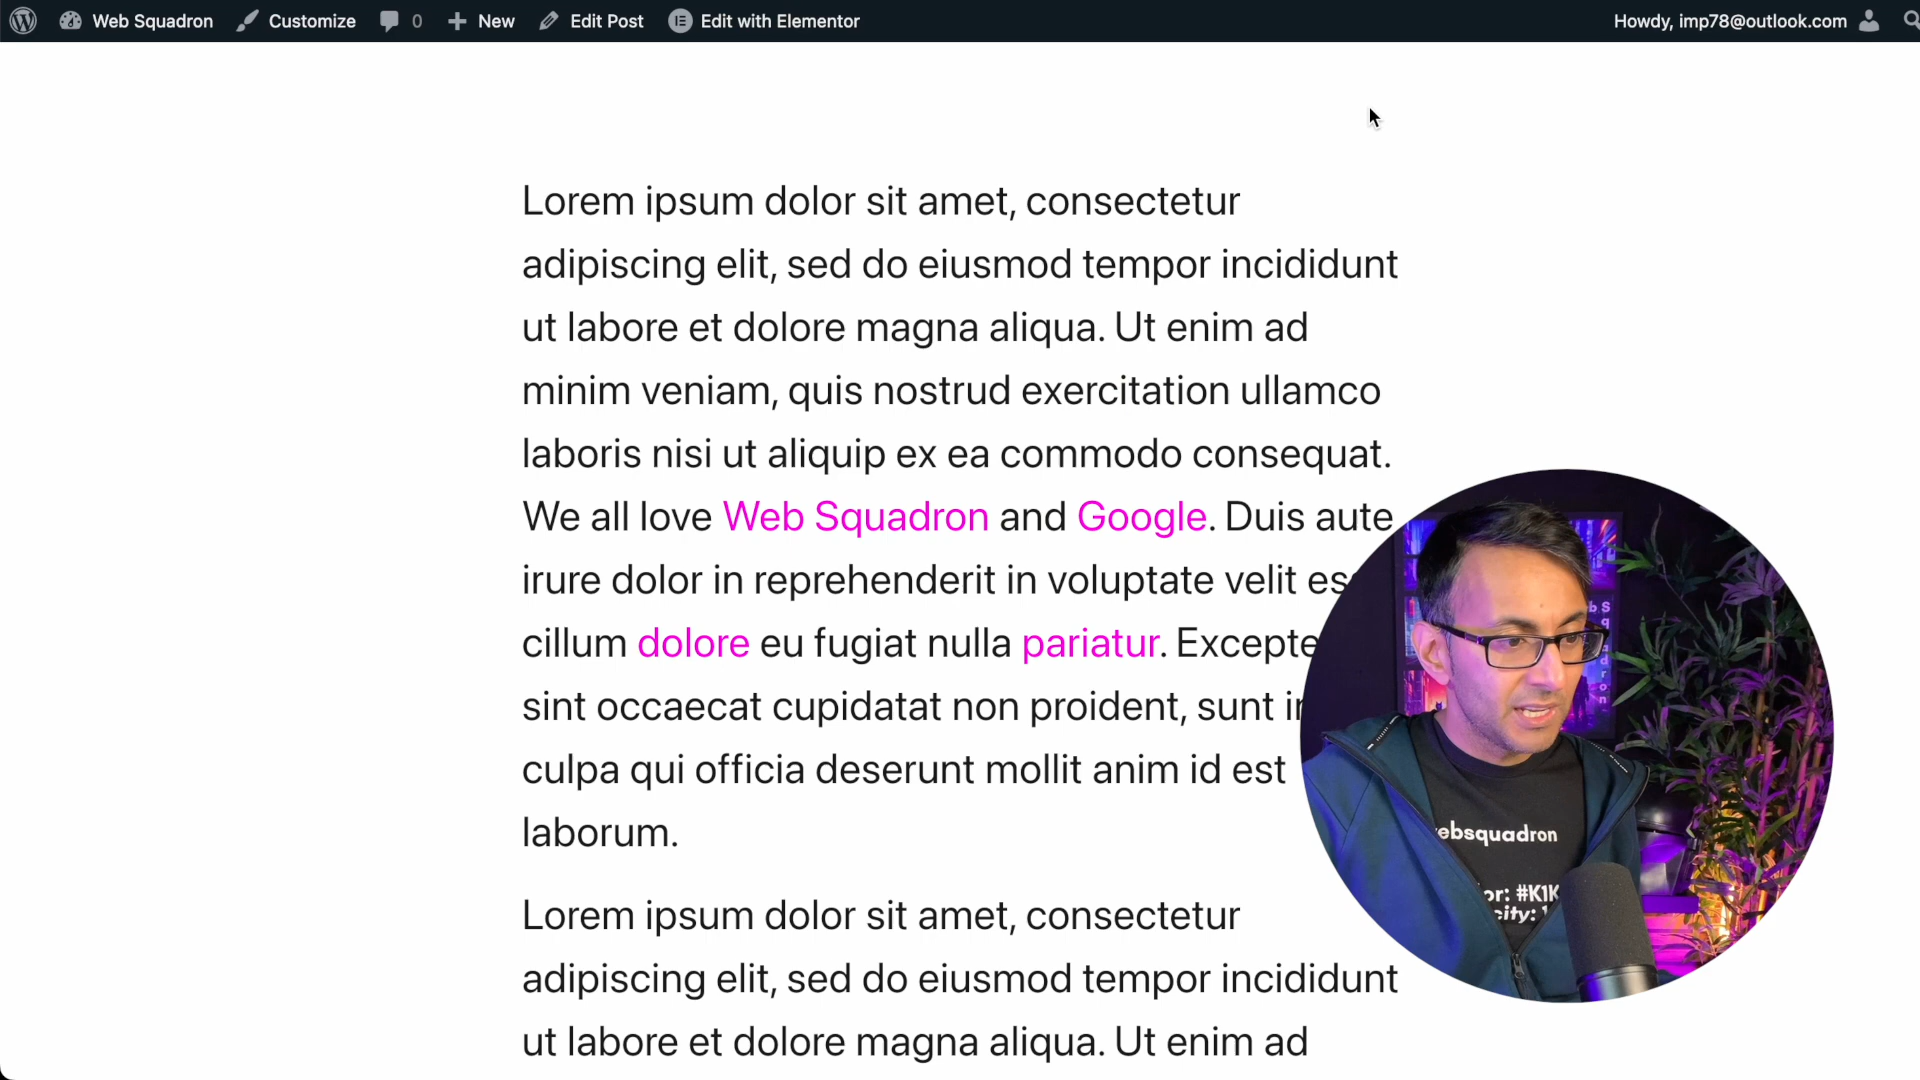 Web Squadron Customize 0 New Edit Post Edit with Elementor Howdy, imp78@outlook.com
Lorem ipsum dolor sit amet, consectetur
adipiscing elit, sed do eiusmod tempor incididunt
ut labore et dolore magna aliqua. Ut enim ad
minim veniam, quis nostrud exercitation ullamco
laboris nisi ut aliquip ex ea commodo consequat.
We all love Web Squadron and Google. Duis aute
irure dolor in reprehenderit in voluptate velit
cillum dolore eu fugiat nulla pariatur.
sint occaecat cupidatat non proident, sunt
culpa qui officia deserunt mollit anim id est
laborum.
Lorem ipsum dolor sit amet, consectetur
adipiscing elit, sed do eiusmod tempor incididunt
ut labore et dolore magna aliqua. Ut enim ad